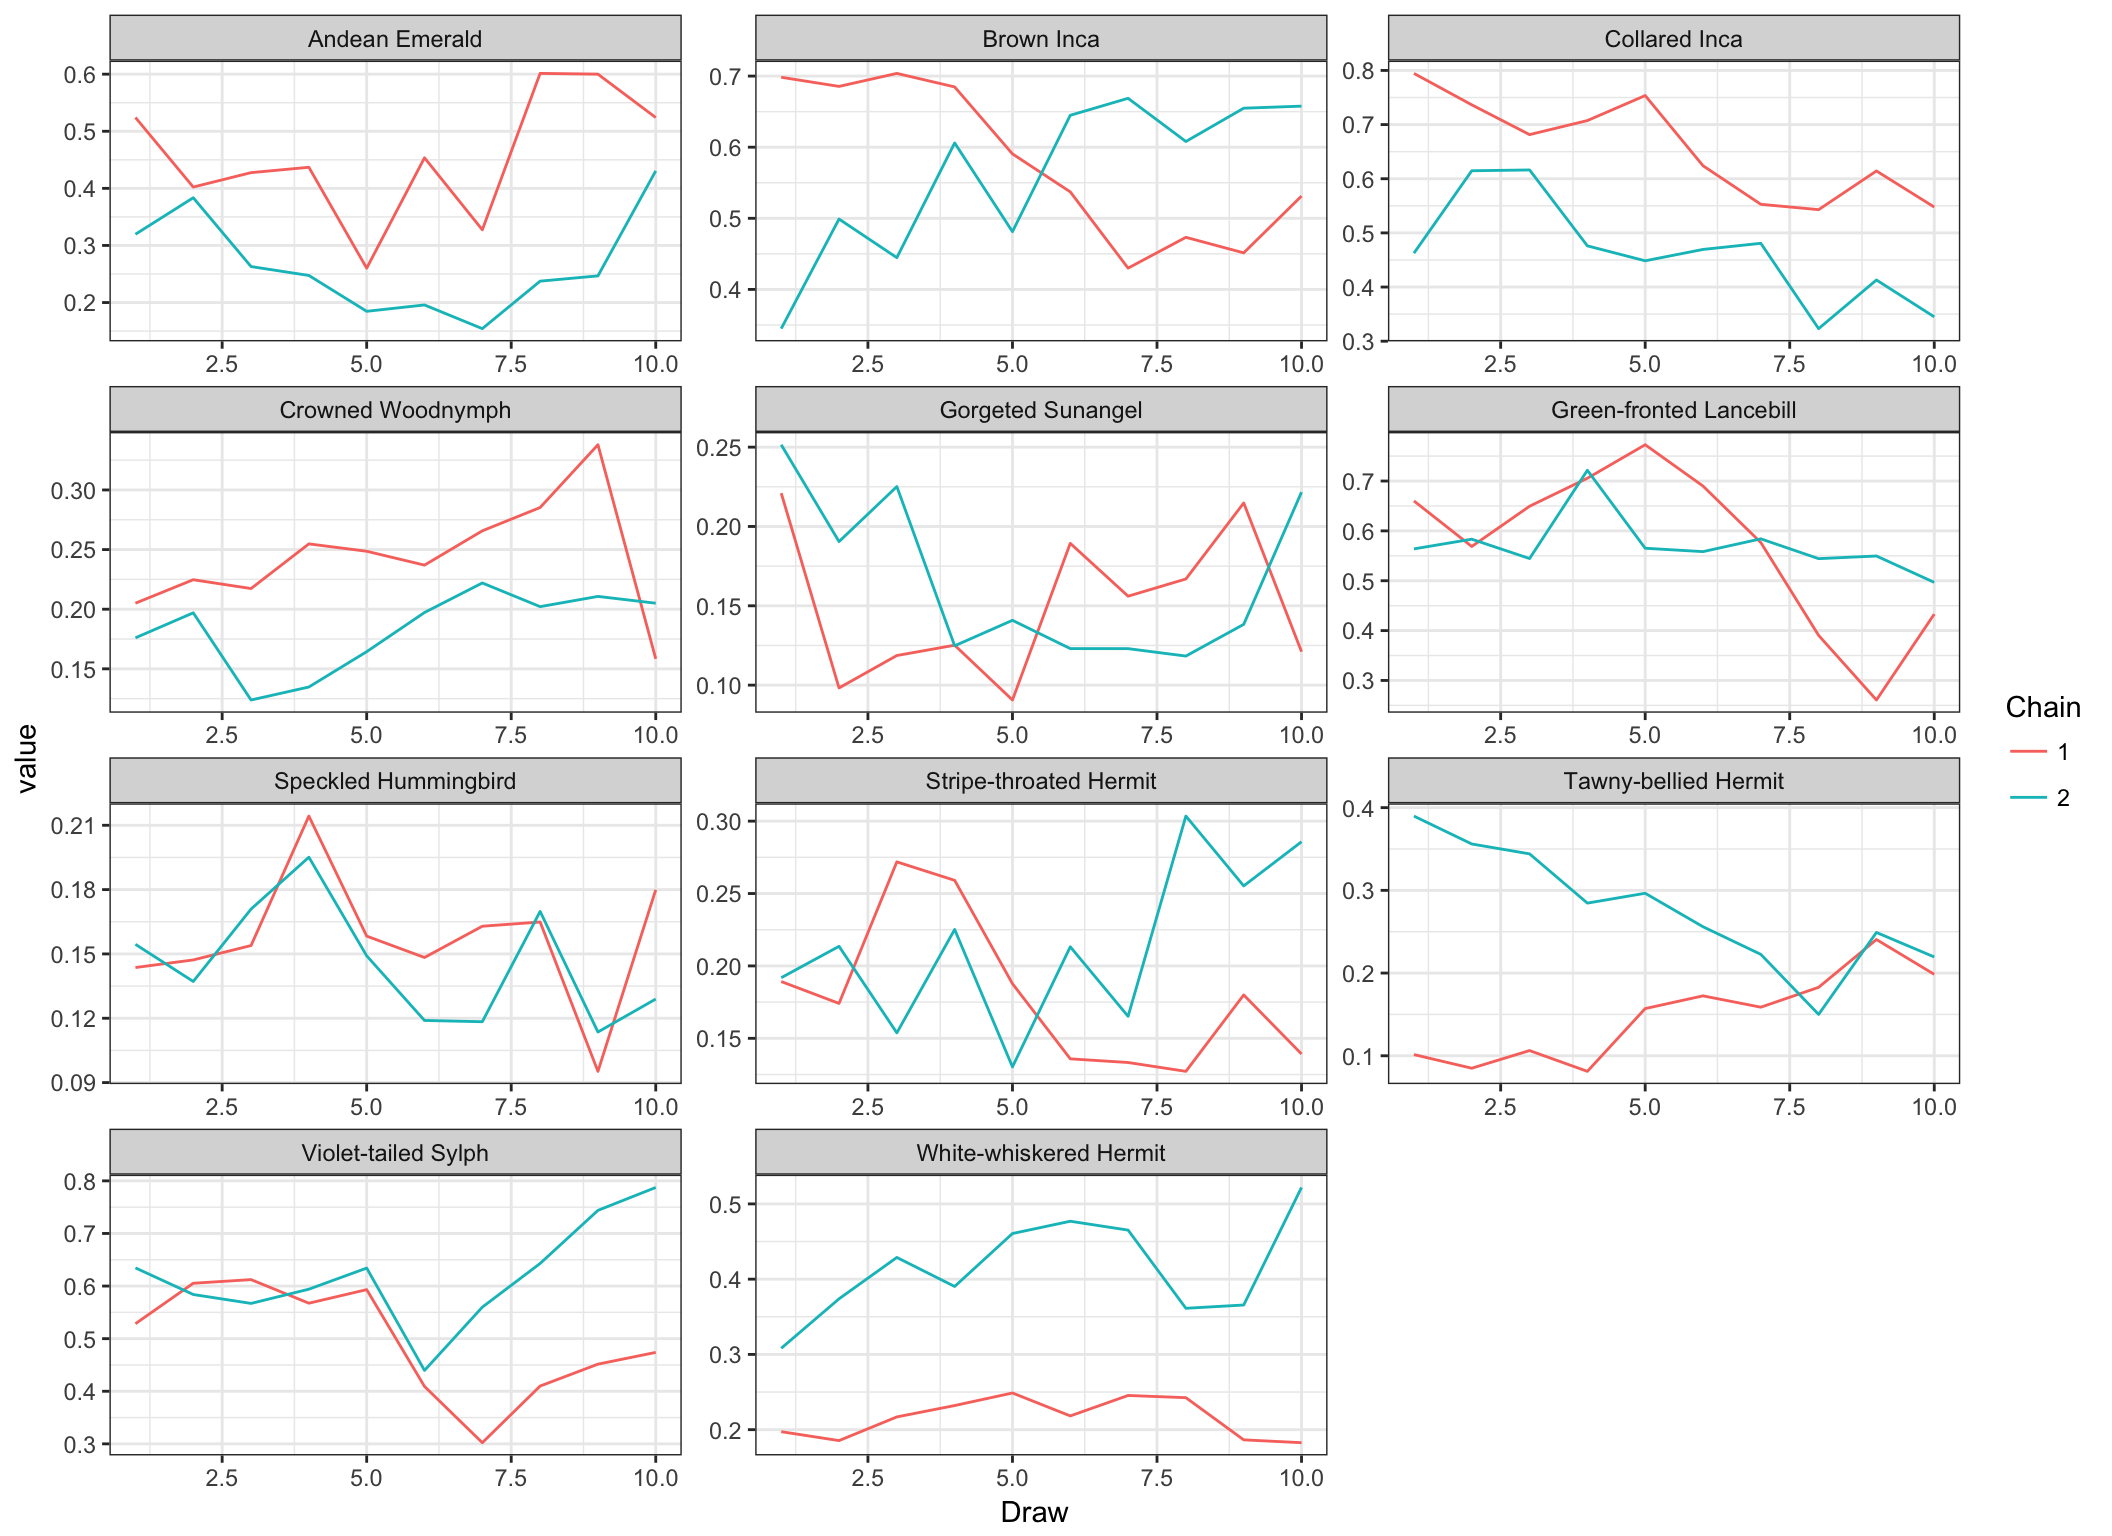 Andean Emerald
Brown Inca
Collared Inca
0.6
0.5
0.4
0.3
0.2
0.7
0.6
0.5
0.4
0.8
0.7
0.6
0.5
0.4
0.3
2.5 5.0 7.5 10.0
2.5 5.0 7.5 10.0
2.5 5.0 7.5 10.0
Crowned Woodnymph
Gorgeted Sunangel
Green-fronted Lancebill
0.30
0.25
0.20
0.15
0.25
0.20
0.15
0.10
0.7
0.6
0.5
0.4
0.3
2.5 5.0 7.5 10.0
2.5 5.0 7.5 10.0
2.5 5.0 7.5 10.0
Speckled Hummingbird
Stripe-throated Hermit
Tawny-bellied Hermit
0.21
0.18
0.15
0.12
0.09
0.30
0.25
0.20
0.15
0.4
0.3
0.2
0.1
2.5 5.0 7.5 10.0
2.5 5.0 7.5 10.0
2.5 5.0 7.5 10.0
Violet-tailed Sylph
White-whiskered Hermit
0.8
0.7
0.6
0.5
0.4
0.3
0.5
0.4
0.3
0.2
2.5 5.0 7.5 10.0
2.5 5.0 7.5 10.0
value
Draw
Chain
1
2